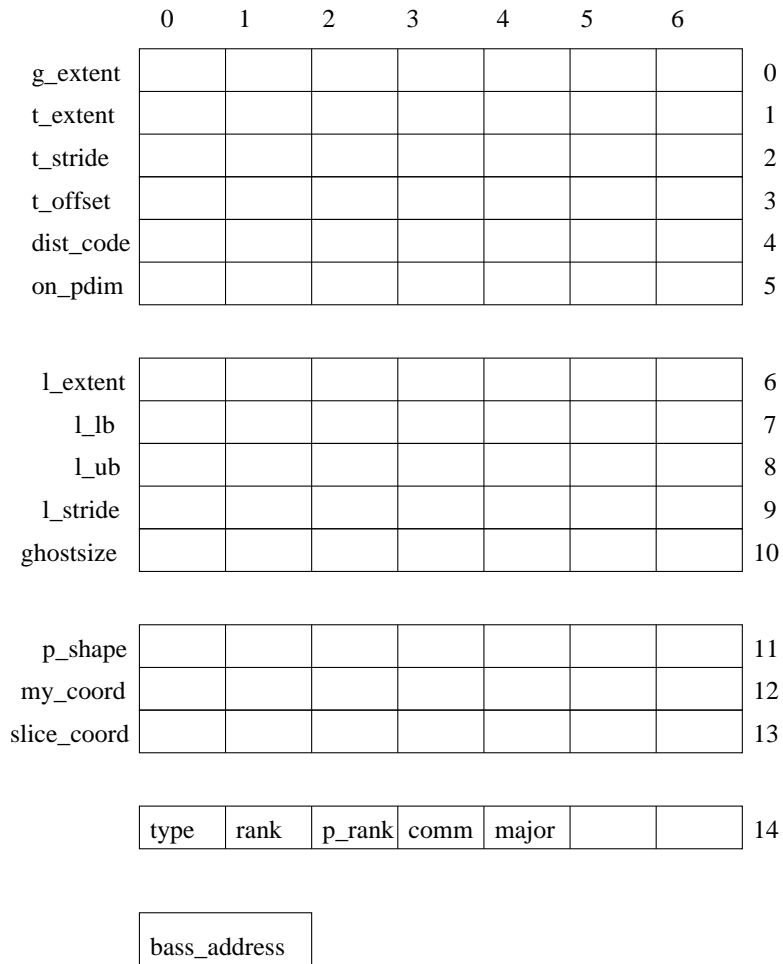 0 1 2 3 4 5 6
g_extent 0
t_extent 1
t_stride 2
t_offset 3
dist_code 4
on_pdim 5
l_extent 6
l_lb 7
l_ub 8
l_stride 9
ghostsize 10
p_shape 11
my_coord 12
slice_coord 13
type rank p_rank comm major 14
bass_address